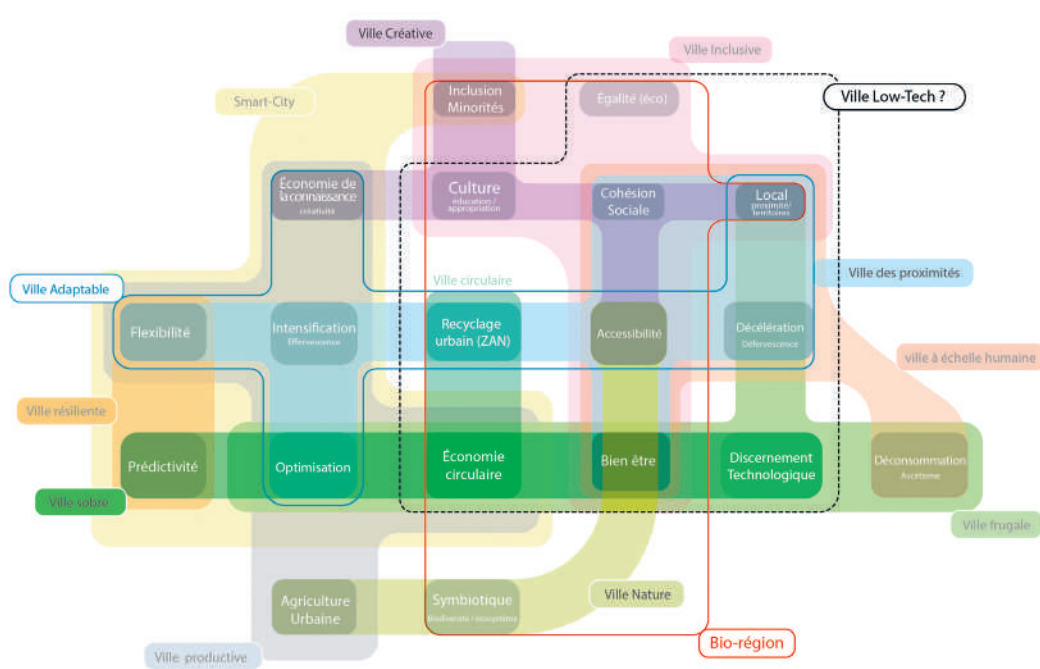 Ville Créative
Ville Inclusive
Smart-City
Inclusion
Minorités
Égalité (éco)
Ville Low-Tech ?
Économie de
la connaissance
créativité
Culture
éducation /
appropriation
Cohésion
Sociale
Local
proximité/
territoires
Ville Adaptable
Ville circulaire
Ville des proximités
Flexibilité
Intensification
Effervescence
Recyclage
urbain (ZAN)
Accessibilité
Décélération
Défervescence
ville à échelle humaine
Ville résiliente
Prédictivité
Optimisation
Économie
circulaire
Bien être
Discernement
Technologique
Déconsommation
Ascétisme
Ville sobre
Ville frugale
Agriculture
Urbaine
Symbiotique
Biodiversité / écosystème
Ville Nature
Ville productive
Bio-région